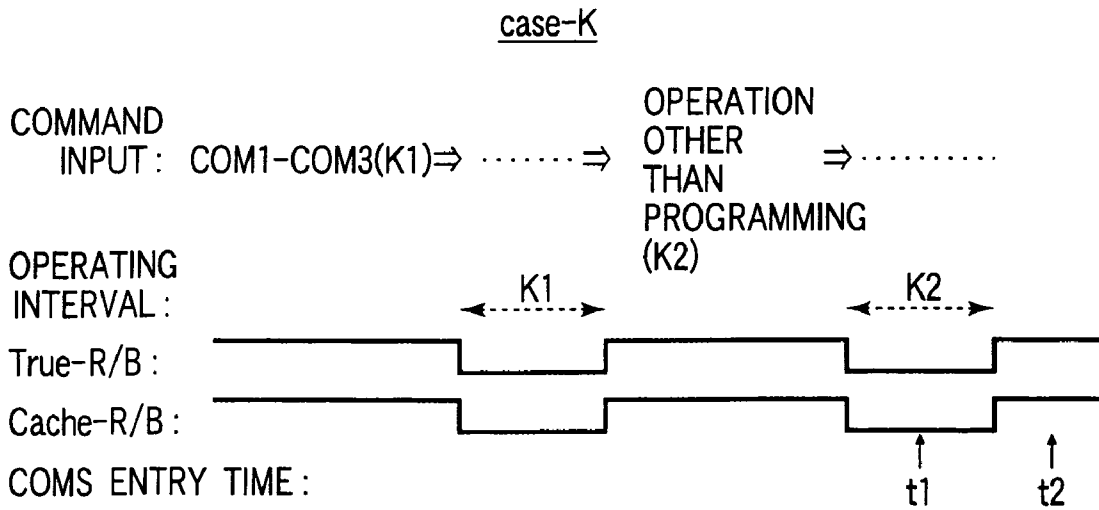 case-K
COMMAND
INPUT : COM1-COM3(K1)⇒ ······ ⇒ OPERATION
OTHER
THAN
PROGRAMMING
(K2) ⇒ ·········
OPERATING
INTERVAL : K1 K2
True-R/B :
Cache-R/B :
COMS ENTRY TIME : t1 t2